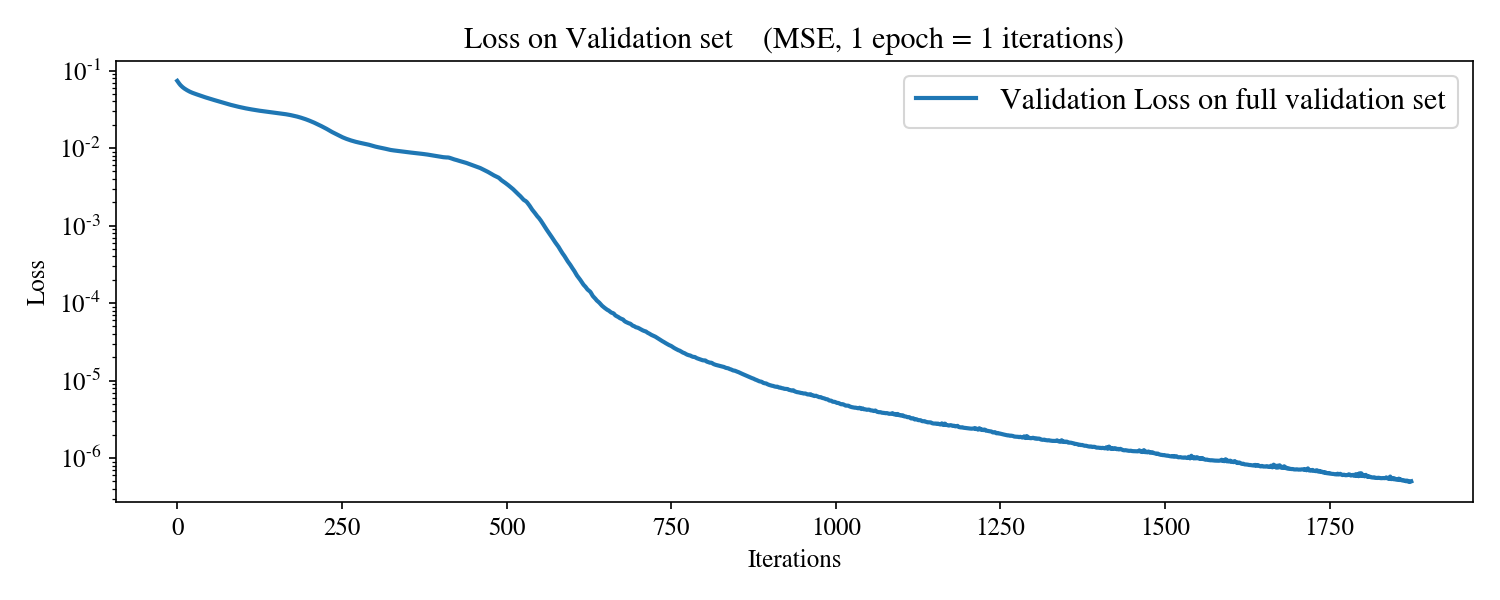 Loss on Validation set    (MSE, 1 epoch = 1 iterations)
Validation Loss on full validation set
10-1
10-2
10-3
10-4
10-5
10-6
Loss
0 250 500 750 1000 1250 1500 1750
Iterations